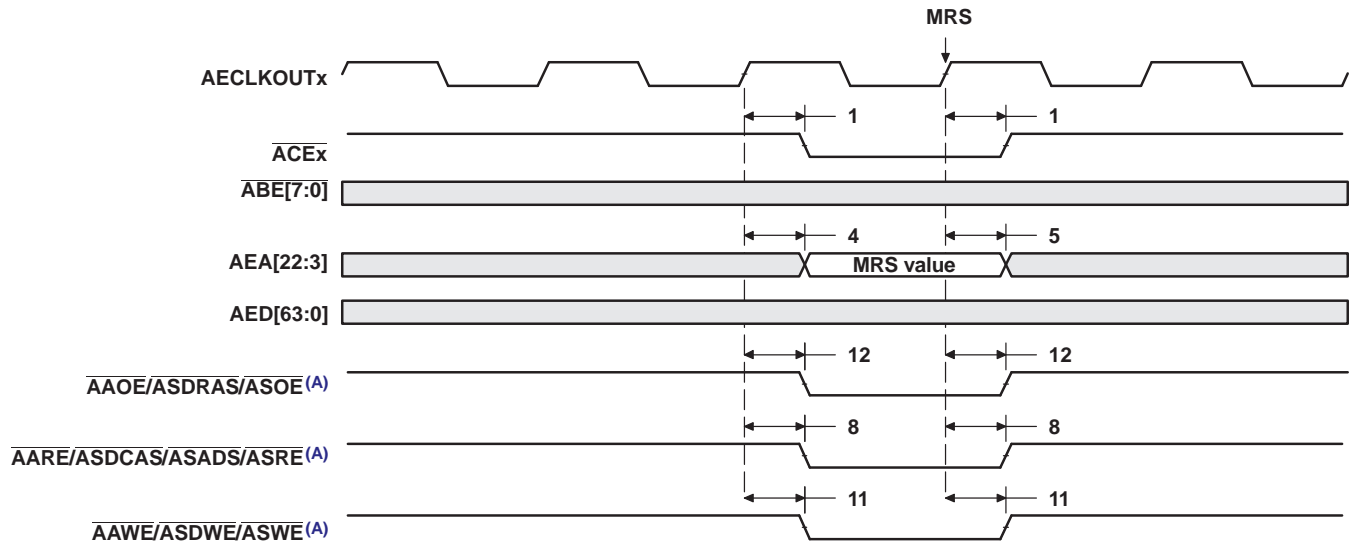 MRS
AECLKOUTx
1 1
ACEx
ABE[7:0]
4 5
AEA[22:3] MRS value
AED[63:0]
12 12
AAOE/ASDRAS/ASOE(A)
8 8
AARE/ASDCAS/ASADS/ASRE(A)
11 11
AAWE/ASDWE/ASWE(A)